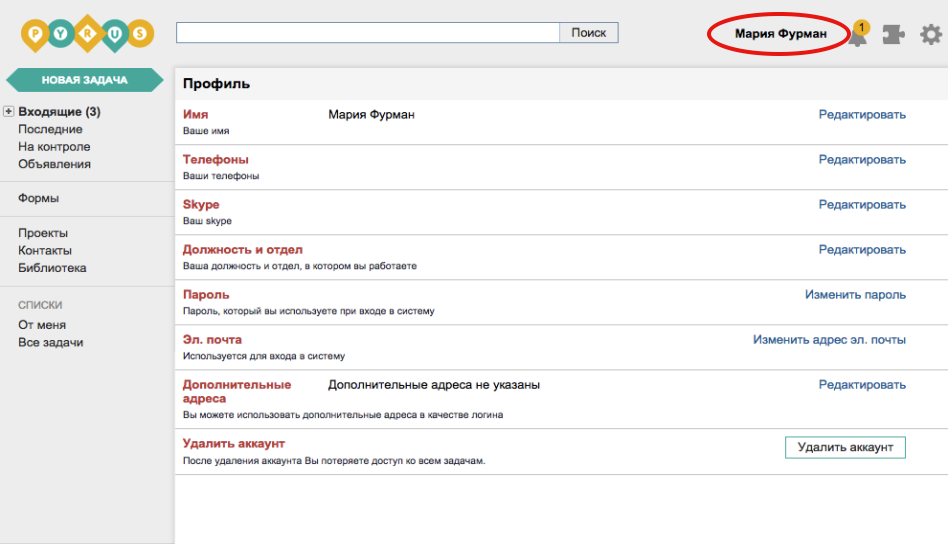 PYRUS
Поиск
Мария Фурман
1
НОВАЯ ЗАДАЧА
Входящие (3)
Последние
На контроле
Объявления
Формы
Проекты
Контакты
Библиотека
СПИСКИ
От меня
Все задачи
Профиль
Имя Мария Фурман Редактировать
Ваше имя
Телефоны Редактировать
Ваши телефоны
Skype Редактировать
Ваш skype
Должность и отдел Редактировать
Ваша должность и отдел, в котором вы работаете
Пароль Изменить пароль
Пароль, который вы используете при входе в систему
Эл. почта Изменить адрес эл. почты
Используется для входа в систему
Дополнительные Дополнительные адреса не указаны Редактировать
адреса
Вы можете использовать дополнительные адреса в качестве логина
Удалить аккаунт Удалить аккаунт
После удаления аккаунта Вы потеряете доступ ко всем задачам.